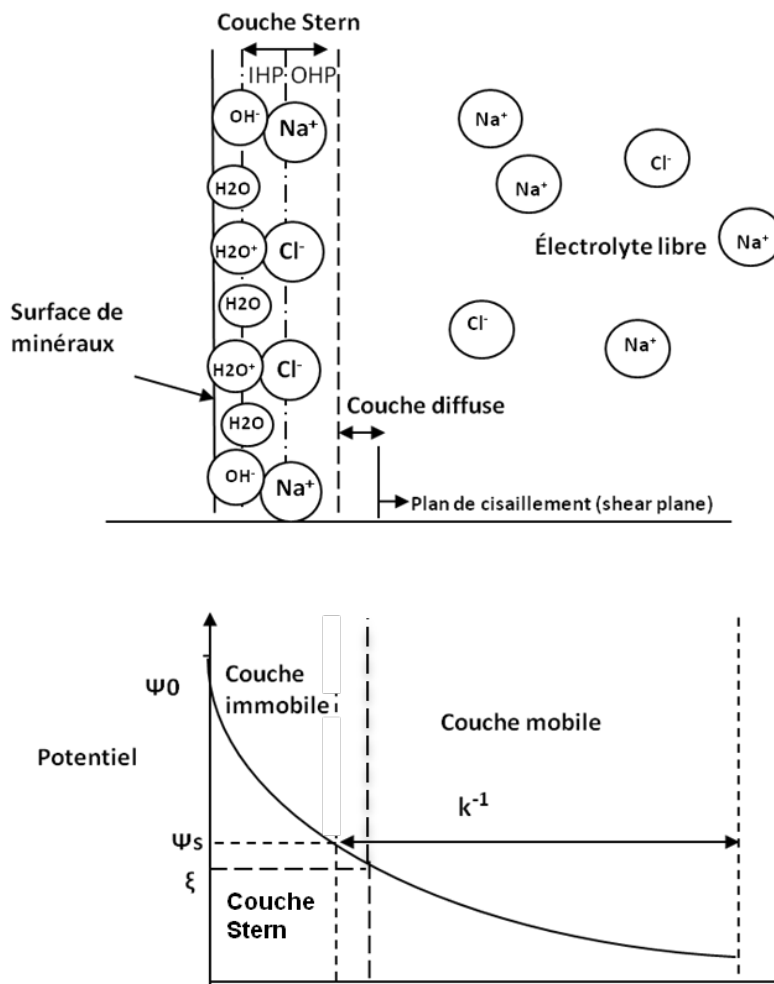 Couche Stern
IHP OHP
OH⁻ Na⁺
Na⁺
Cl⁻
Na⁺
H2O
Na⁺
H2O⁺ Cl⁻
Électrolyte libre
H2O
Surface de
minéraux
Cl⁻
Na⁺
H2O⁺ Cl⁻
Couche diffuse
H2O
OH⁻ Na⁺
Plan de cisaillement (shear plane)
Ψ0
Couche
immobile
Couche mobile
Potentiel
k⁻¹
Ψs
ξ
Couche
Stern